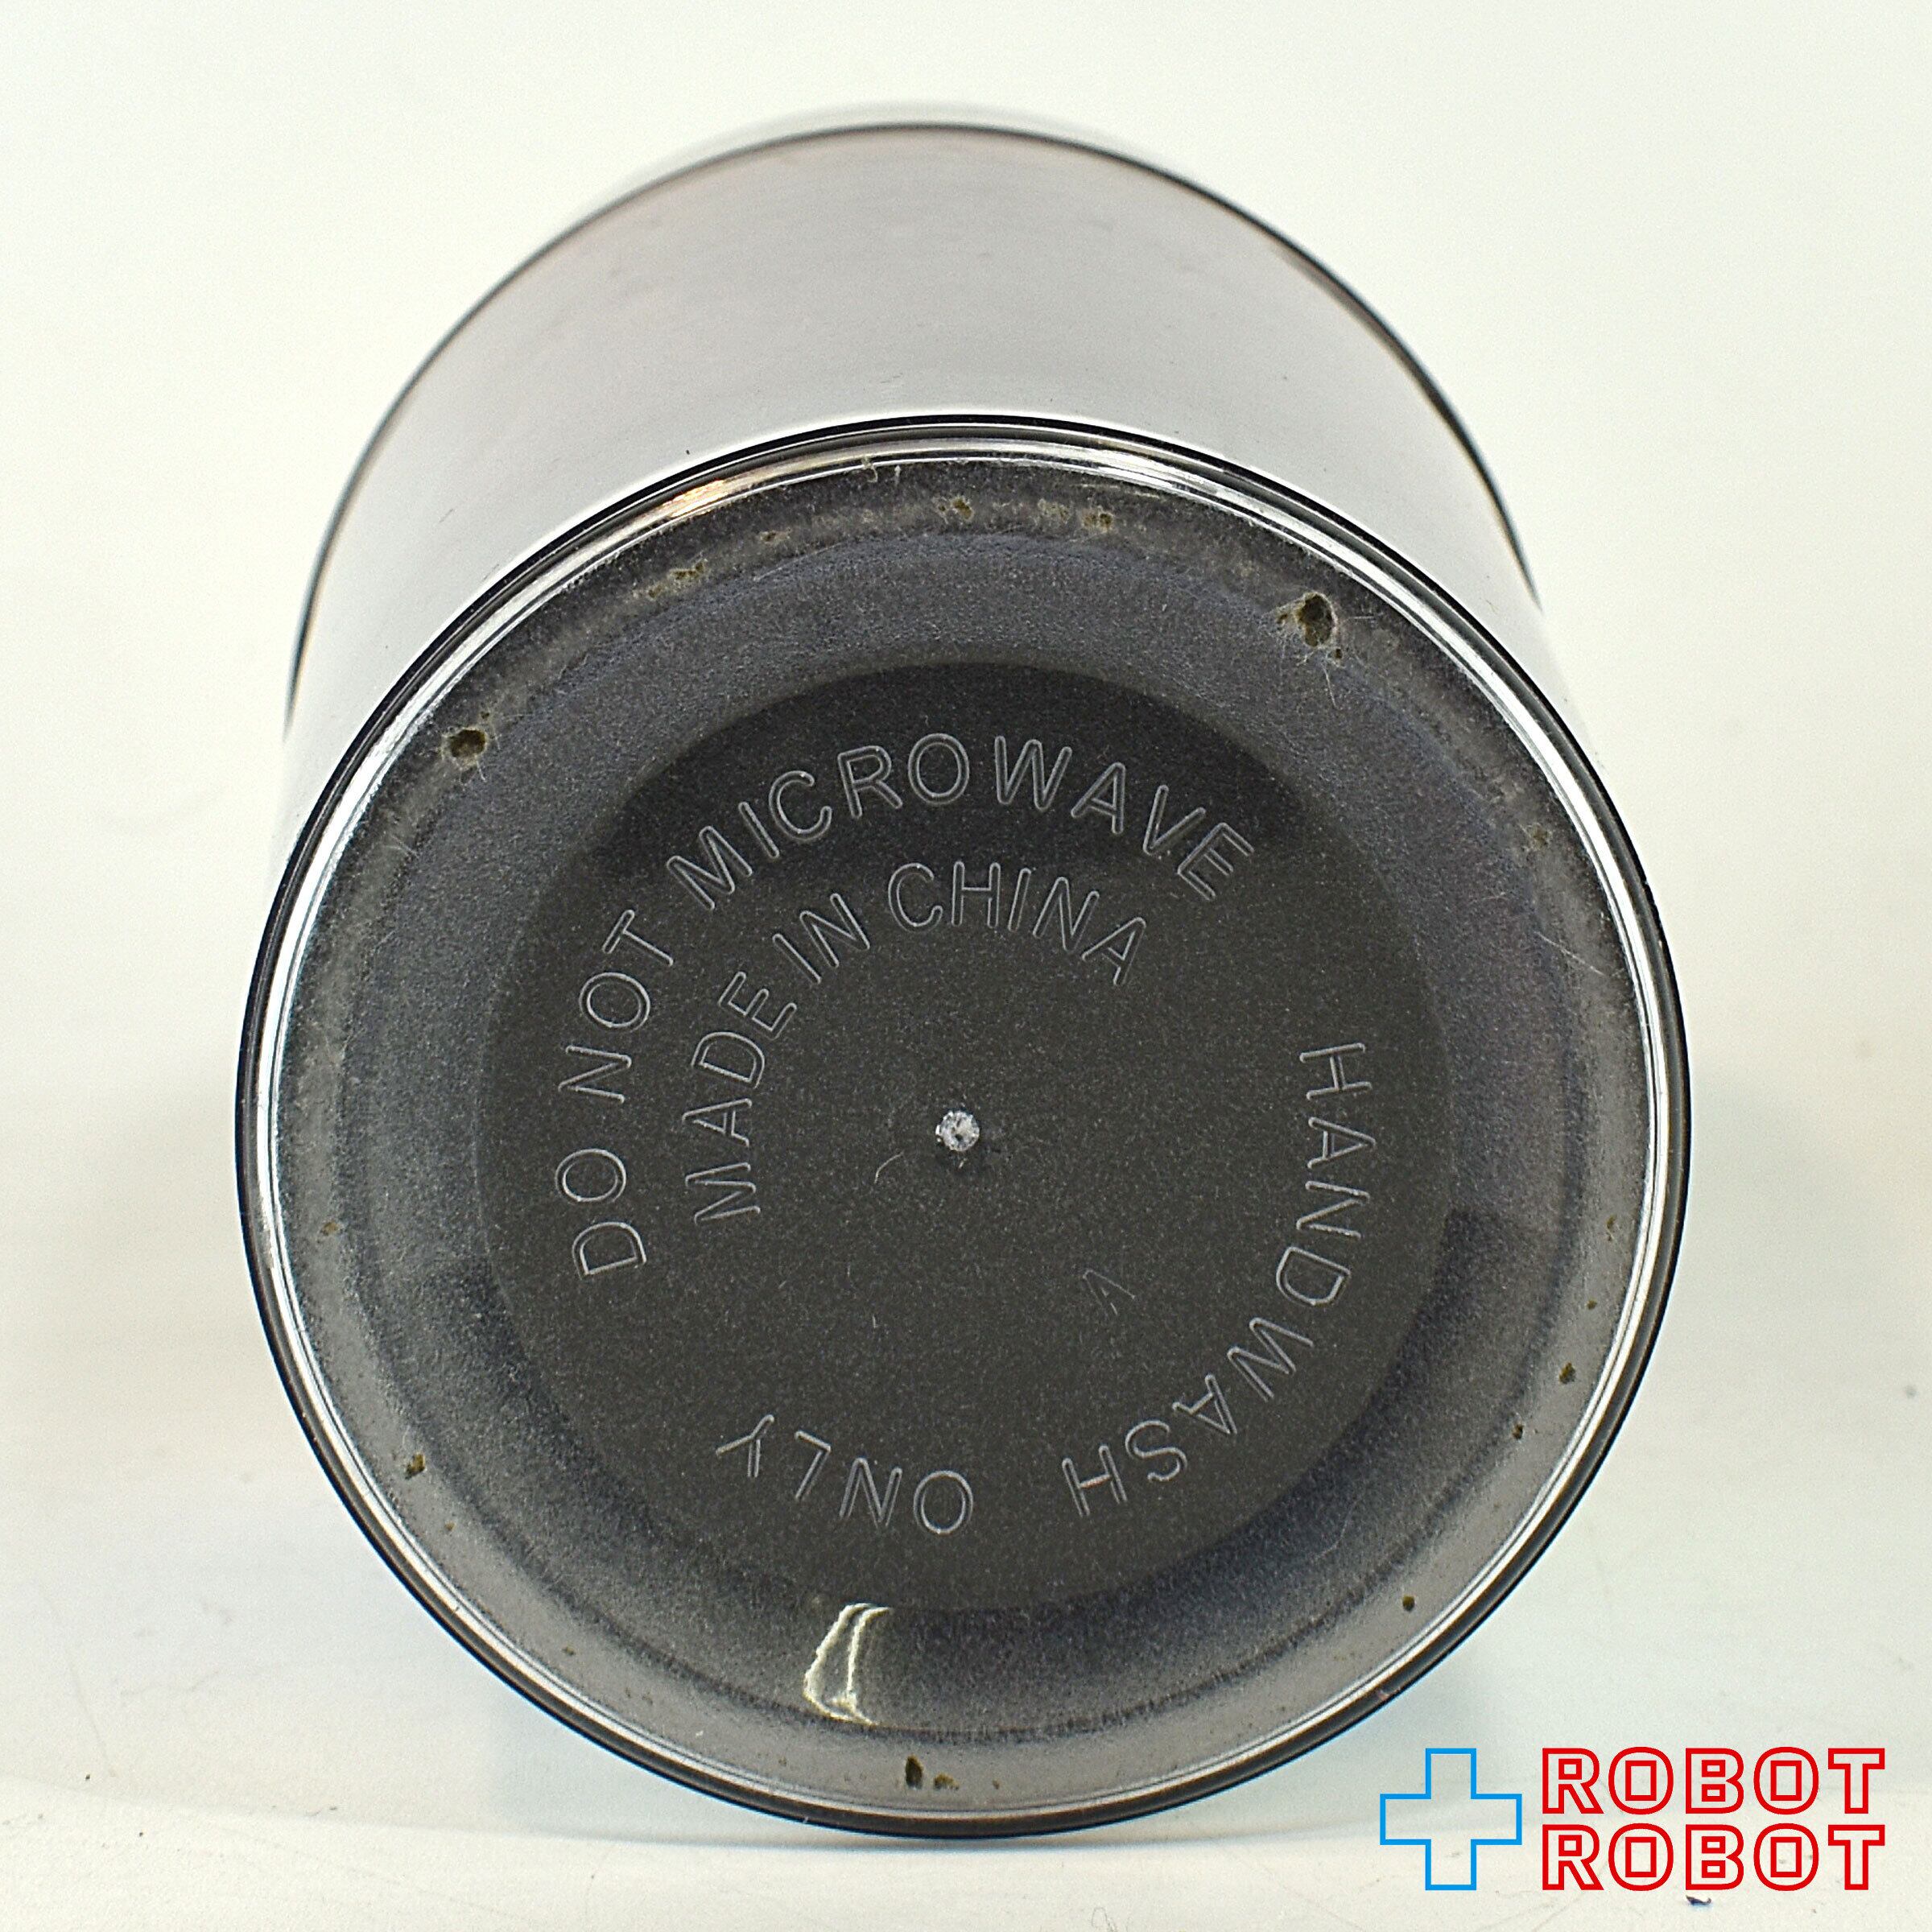 DO NOT MICROWAVE
HAND WASH ONLY
MADE IN CHINA
A
ROBOT
ROBOT